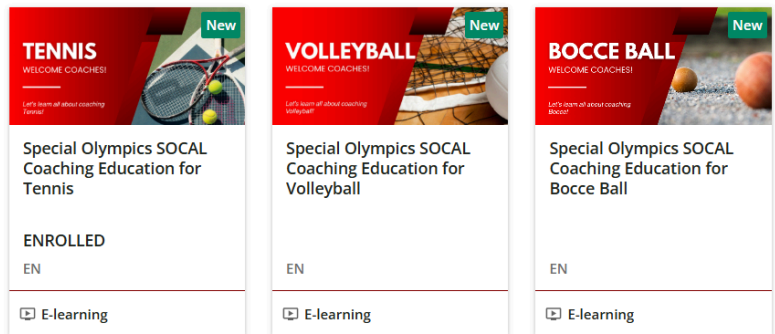 New
TENNIS
WELCOME COACHES!
Let's learn all about coaching
Tennis!
Special Olympics SOCAL
Coaching Education for
Tennis
ENROLLED
EN
E-learning
New
VOLLEYBALL
WELCOME COACHES!
Let's learn all about coaching
Volleyball!
Special Olympics SOCAL
Coaching Education for
Volleyball
EN
E-learning
New
BOCCE BALL
WELCOME COACHES!
Let's learn all about coaching
Bocce!
Special Olympics SOCAL
Coaching Education for
Bocce Ball
EN
E-learning